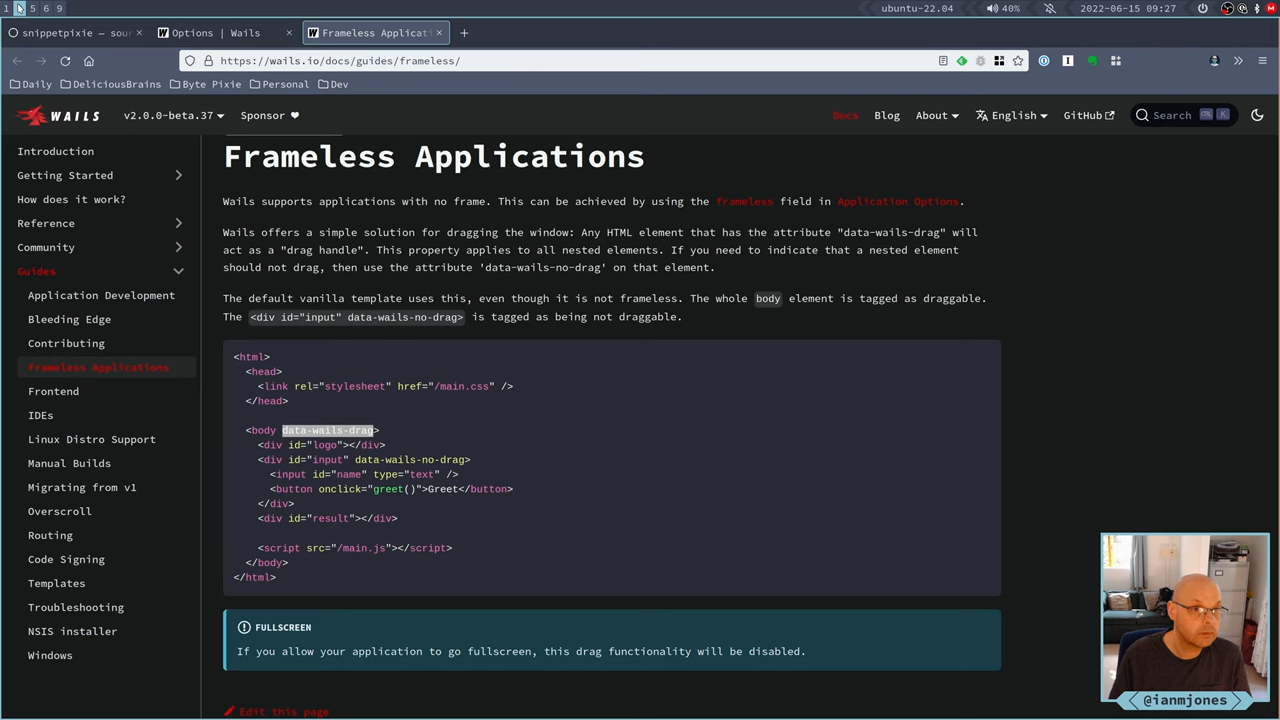 1 5 6 9 ubuntu-22.04 40% 2022-06-15 09:27
snippetpixie — sour × Options | Wails × Frameless Applicati × +
https://wails.io/docs/guides/frameless/
Daily DeliciousBrains Byte Pixie Personal Dev
WAILS v2.0.0-beta.37 Sponsor Docs Blog About English GitHub Search K
Introduction
Getting Started
How does it work?
Reference
Community
Guides
Application Development
Bleeding Edge
Contributing
Frameless Applications
Frontend
IDEs
Linux Distro Support
Manual Builds
Migrating from v1
Overscroll
Routing
Code Signing
Templates
Troubleshooting
NSIS installer
Windows
Frameless Applications
Wails supports applications with no frame. This can be achieved by using the frameless field in Application Options.
Wails offers a simple solution for dragging the window: Any HTML element that has the attribute "data-wails-drag" will
act as a "drag handle". This property applies to all nested elements. If you need to indicate that a nested element
should not drag, then use the attribute 'data-wails-no-drag' on that element.
The default vanilla template uses this, even though it is not frameless. The whole body element is tagged as draggable.
The <div id="input" data-wails-no-drag> is tagged as being not draggable.
<html>
<head>
<link rel="stylesheet" href="/main.css" />
</head>
<body data-wails-drag>
<div id="logo"></div>
<div id="input" data-wails-no-drag>
<input id="name" type="text" />
<button onclick="greet()">Greet</button>
</div>
<div id="result"></div>
<script src="/main.js"></script>
</body>
</html>
FULLSCREEN
If you allow your application to go fullscreen, this drag functionality will be disabled.
Edit this page
@ianmjones